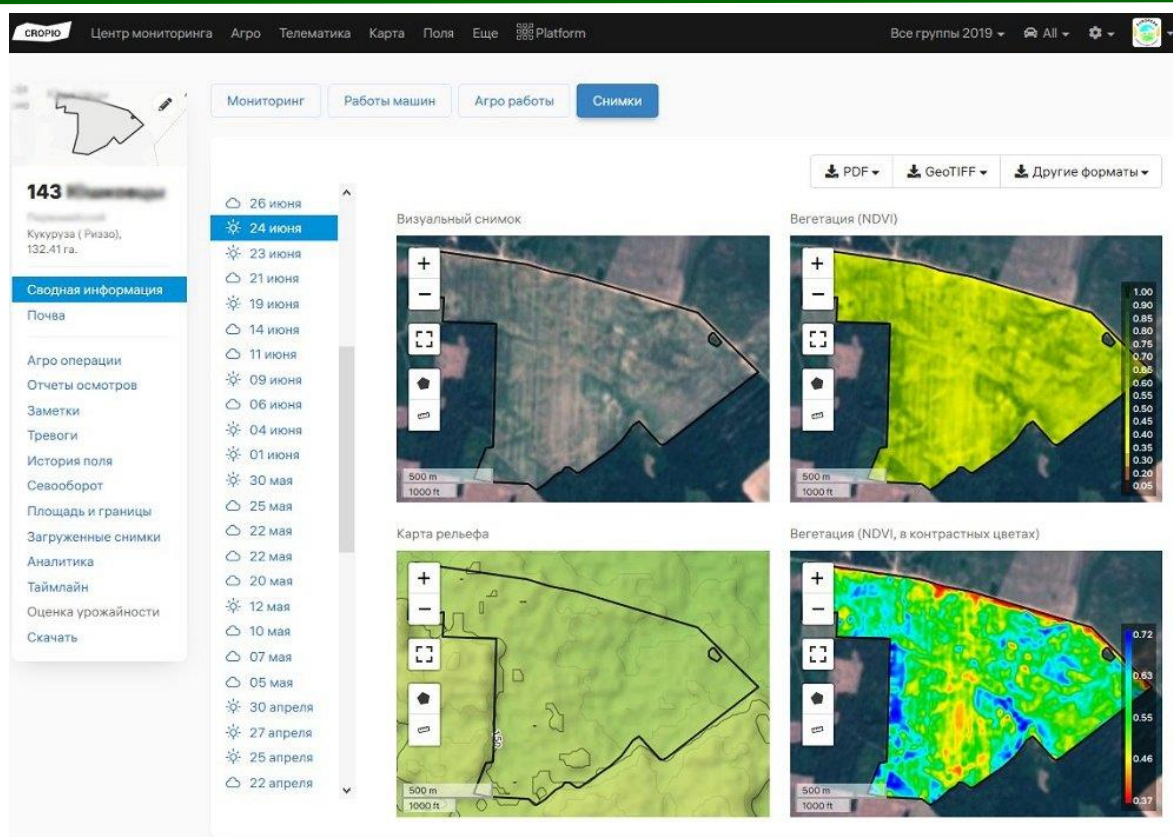 CROPIO Центр мониторинга Агро Телематика Карта Поля Еще Platform Все группы 2019 All
Мониторинг Работы машин Агро работы Снимки
143
Кукуруза ( Риззо),
132.41 га.
Сводная информация
Почва
Агро операции
Отчеты осмотров
Заметки
Тревоги
История поля
Севооборот
Площадь и границы
Загруженные снимки
Аналитика
Таймлайн
Оценка урожайности
Скачать
26 июня
24 июня
23 июня
21 июня
19 июня
14 июня
11 июня
09 июня
06 июня
04 июня
01 июня
30 мая
25 мая
22 мая
22 мая
20 мая
12 мая
10 мая
07 мая
05 мая
30 апреля
27 апреля
25 апреля
22 апреля
PDF GeoTIFF Другие форматы
Визуальный снимок
+
−
500 m
1000 ft
Вегетация (NDVI)
+
−
1.00
0.90
0.85
0.80
0.75
0.70
0.65
0.60
0.55
0.50
0.45
0.40
0.35
0.30
0.20
0.05
500 m
1000 ft
Карта рельефа
+
−
150
500 m
1000 ft
Вегетация (NDVI, в контрастных цветах)
+
−
0.72
0.63
0.55
0.46
0.37
500 m
1000 ft